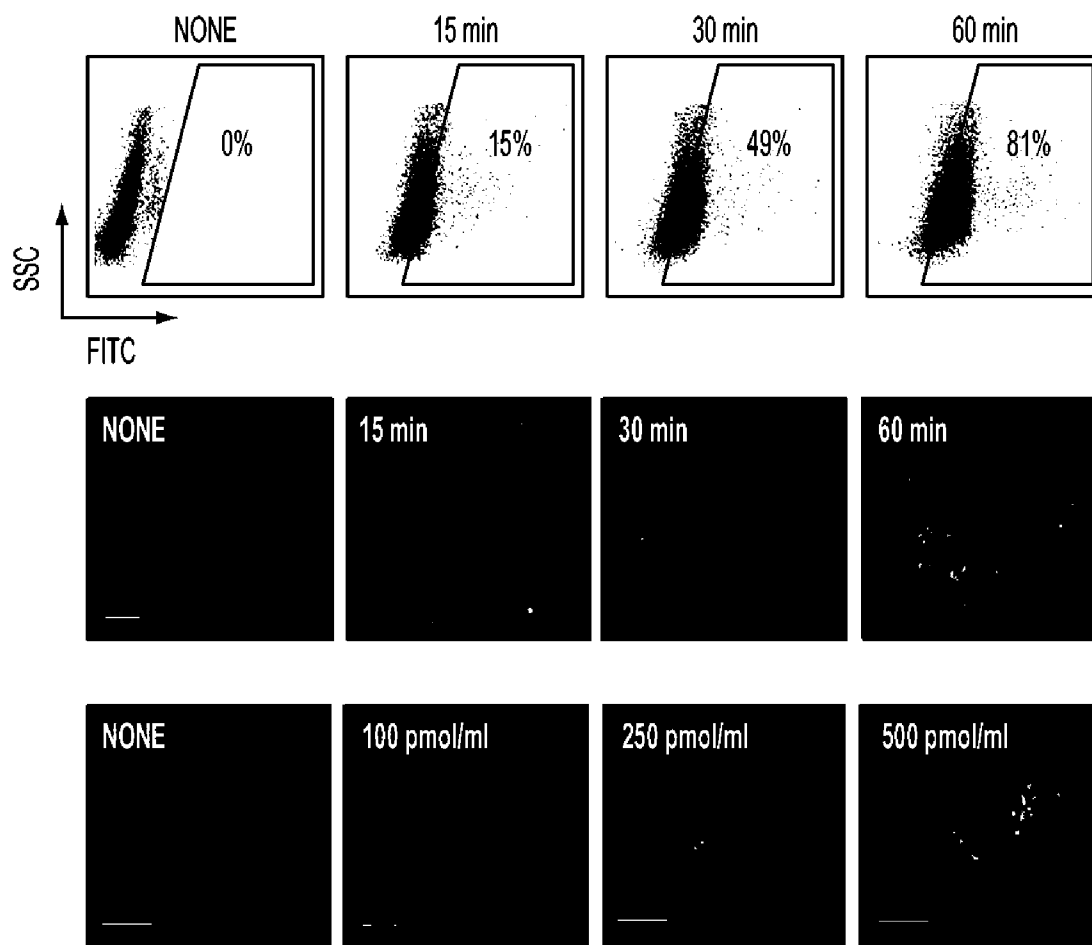 NONE 15 min 30 min 60 min
0% 15% 49% 81%
SSC
FITC
NONE 15 min 30 min 60 min
NONE 100 pmol/ml 250 pmol/ml 500 pmol/ml